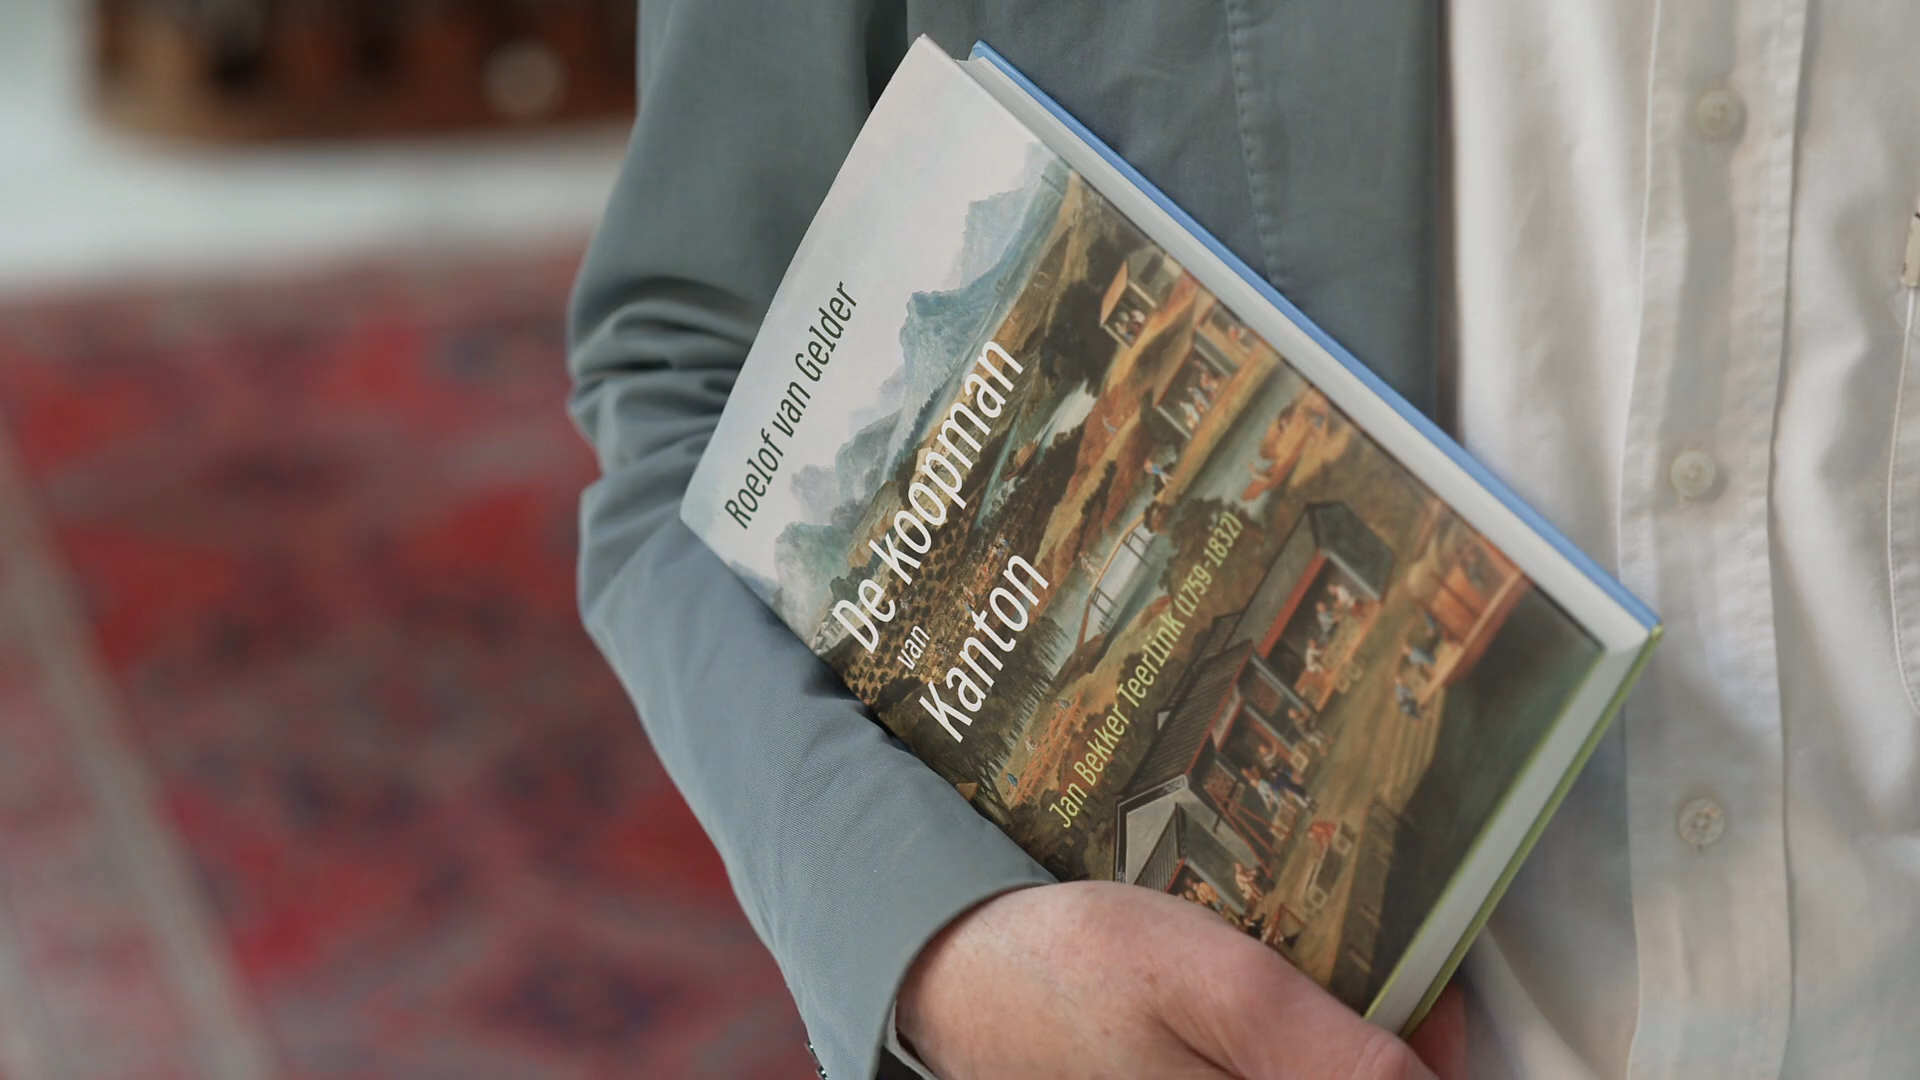 Roelof van Gelder
De koopman
van
Kanton
Jan Bekker Teerlink (1759-1832)